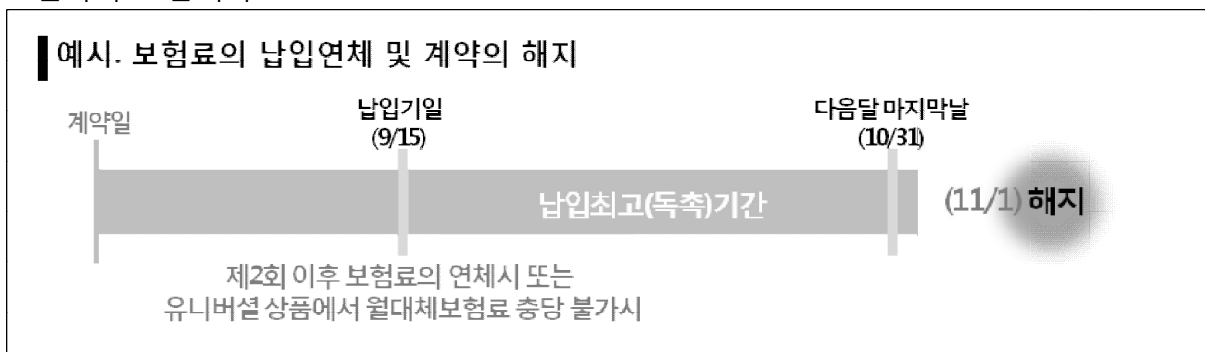 예시. 보험료의 납입연체 및 계약의 해지
계약일
납입기일
(9/15)
다음달 마지막날
(10/31)
납입최고(독촉)기간
(11/1) 해지
제2회 이후 보험료의 연체시 또는
유니버셜 상품에서 월대체보험료 충당 불가시